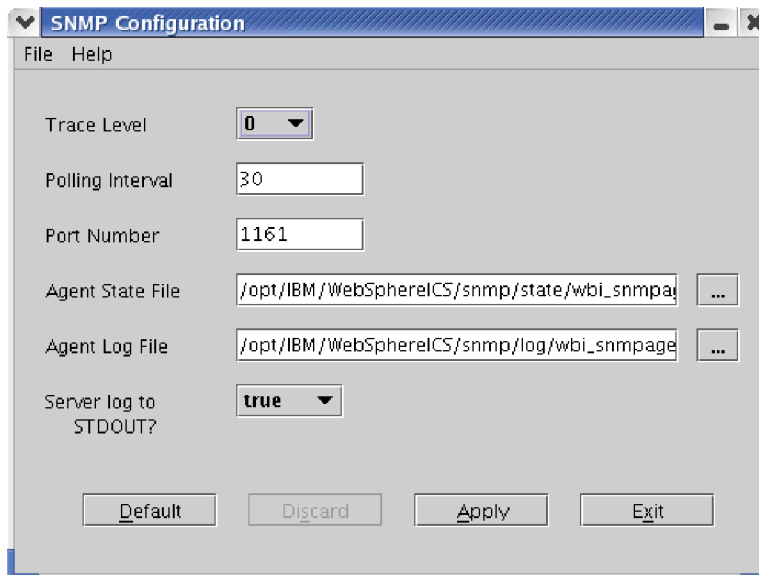 SNMP Configuration
File Help
Trace Level 0
Polling Interval 30
Port Number 1161
Agent State File /opt/IBM/WebSphereICS/snmp/state/wbi_snmpa ...
Agent Log File /opt/IBM/WebSphereICS/snmp/log/wbi_snmpage ...
Server log to true
STDOUT?
Default Discard Apply Exit